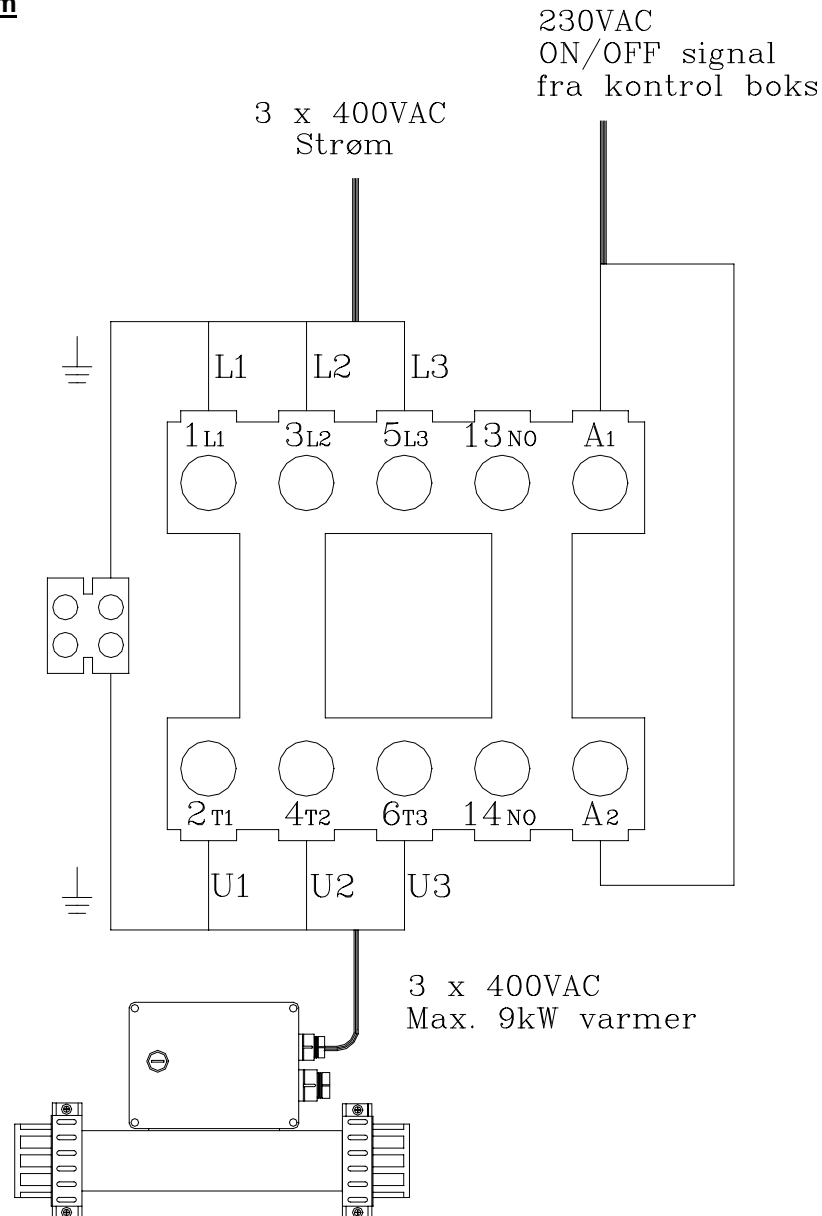 230VAC
ON/OFF signal
fra kontrol boks
3 x 400VAC
Strøm
L1 L2 L3
1L1 3L2 5L3 13NO A1
2T1 4T2 6T3 14NO A2
U1 U2 U3
3 x 400VAC
Max. 9kW varmer